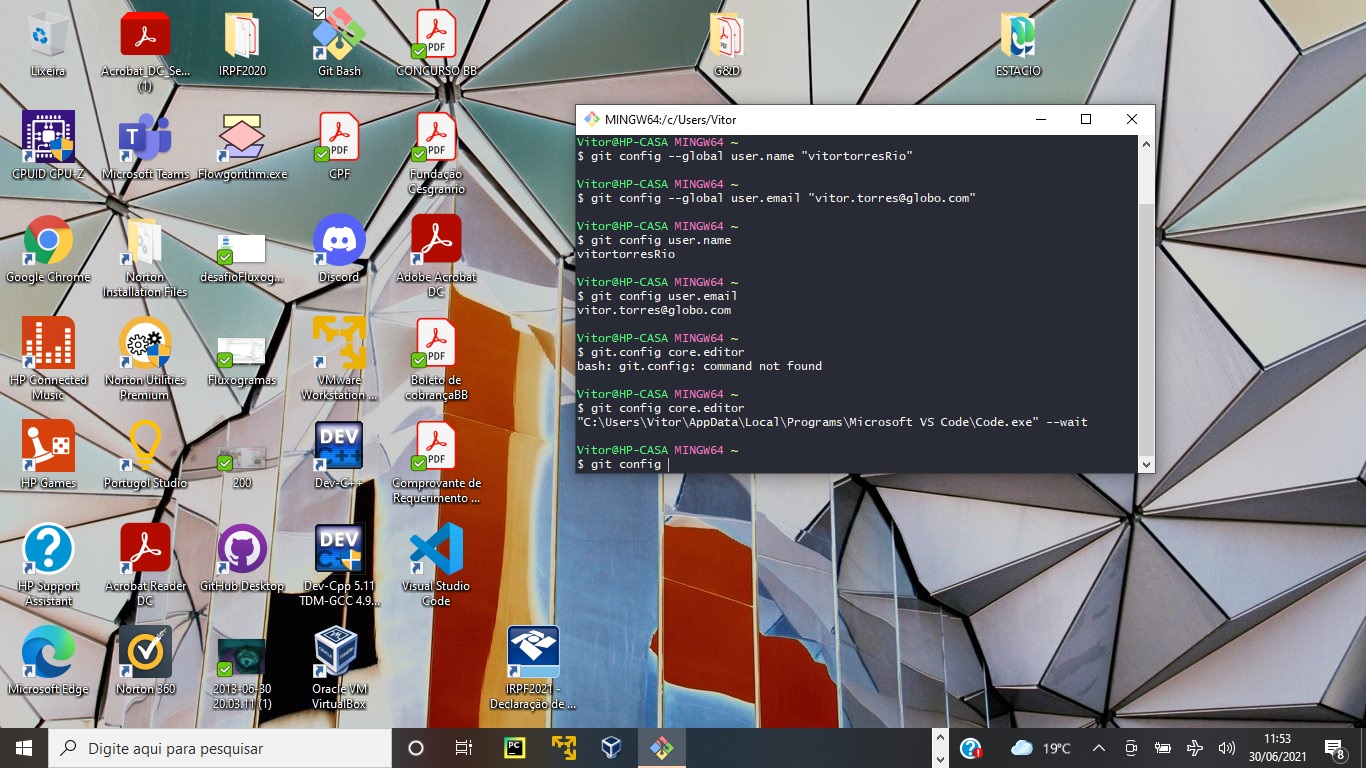 Lixeira
Acrobat_DC_Se...
(1)
IRPF2020
Git Bash
CONCURSO BB
G&D
ESTACIO
CPUID CPU-Z
Microsoft Teams
Flowgorithm.exe
CPF
Fundação
Cesgranrio
Google Chrome
Norton
Installation Files
desafioFluxog...
Discord
Adobe Acrobat
DC
HP Connected
Music
Norton Utilities
Premium
Fluxogramas
VMware
Workstation ...
Boleto de
cobrançaBB
HP Games
Portugol Studio
200
Dev-C++
Comprovante de
Requerimento ...
HP Support
Assistant
Acrobat Reader
DC
GitHub Desktop
Dev-Cpp 5.11
TDM-GCC 4.9...
Visual Studio
Code
Microsoft Edge
Norton 360
2013-06-30
20.03.11 (1)
Oracle VM
VirtualBox
IRPF2021 -
Declaração de ...
MINGW64:/c/Users/Vitor
Vitor@HP-CASA MINGW64 ~
$ git config --global user.name "vitortorresRio"
Vitor@HP-CASA MINGW64 ~
$ git config --global user.email "vitor.torres@globo.com"
Vitor@HP-CASA MINGW64 ~
$ git config user.name
vitortorresRio
Vitor@HP-CASA MINGW64 ~
$ git config user.email
vitor.torres@globo.com
Vitor@HP-CASA MINGW64 ~
$ git.config core.editor
bash: git.config: command not found
Vitor@HP-CASA MINGW64 ~
$ git config core.editor
"C:\Users\Vitor\AppData\Local\Programs\Microsoft VS Code\Code.exe" --wait
Vitor@HP-CASA MINGW64 ~
$ git config
Digite aqui para pesquisar
19°C
11:53
30/06/2021
8